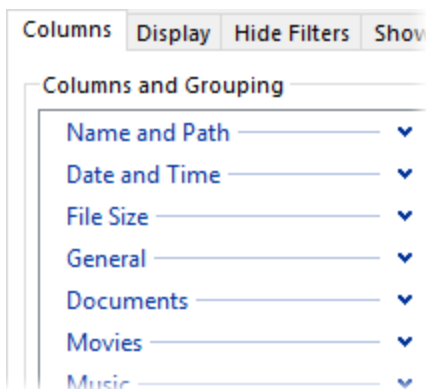 Columns Display Hide Filters Show
Columns and Grouping
Name and Path
Date and Time
File Size
General
Documents
Movies
Music